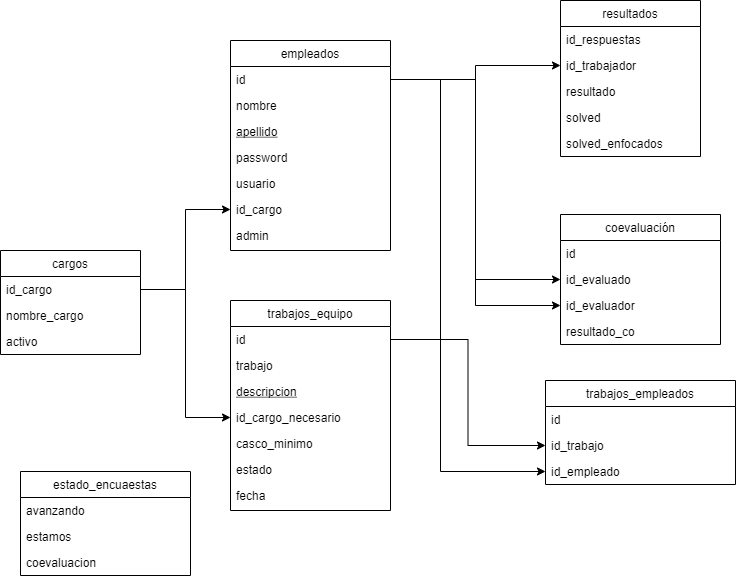 resultados
id_respuestas
id_trabajador
resultado
solved
solved_enfocados
empleados
id
nombre
apellido
password
usuario
id_cargo
admin
coevaluación
id
id_evaluado
id_evaluador
resultado_co
cargos
id_cargo
nombre_cargo
activo
trabajos_equipo
id
trabajo
descripcion
id_cargo_necesario
casco_minimo
estado
fecha
trabajos_empleados
id
id_trabajo
id_empleado
estado_encuaestas
avanzando
estamos
coevaluacion